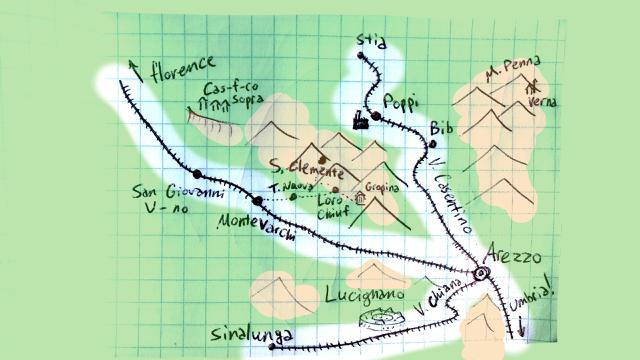 stia
florence
M. Penna
Cas-f-co
sopra
Verna
Poppi
Bib
S. Clemente
V. Casentino
T. Nuova
Gropina
San Giovanni
V-no
Loro
Chiuf
Montevarchi
Arezzo
Lucignano
V. Chiana
Umbria!
sinalunga